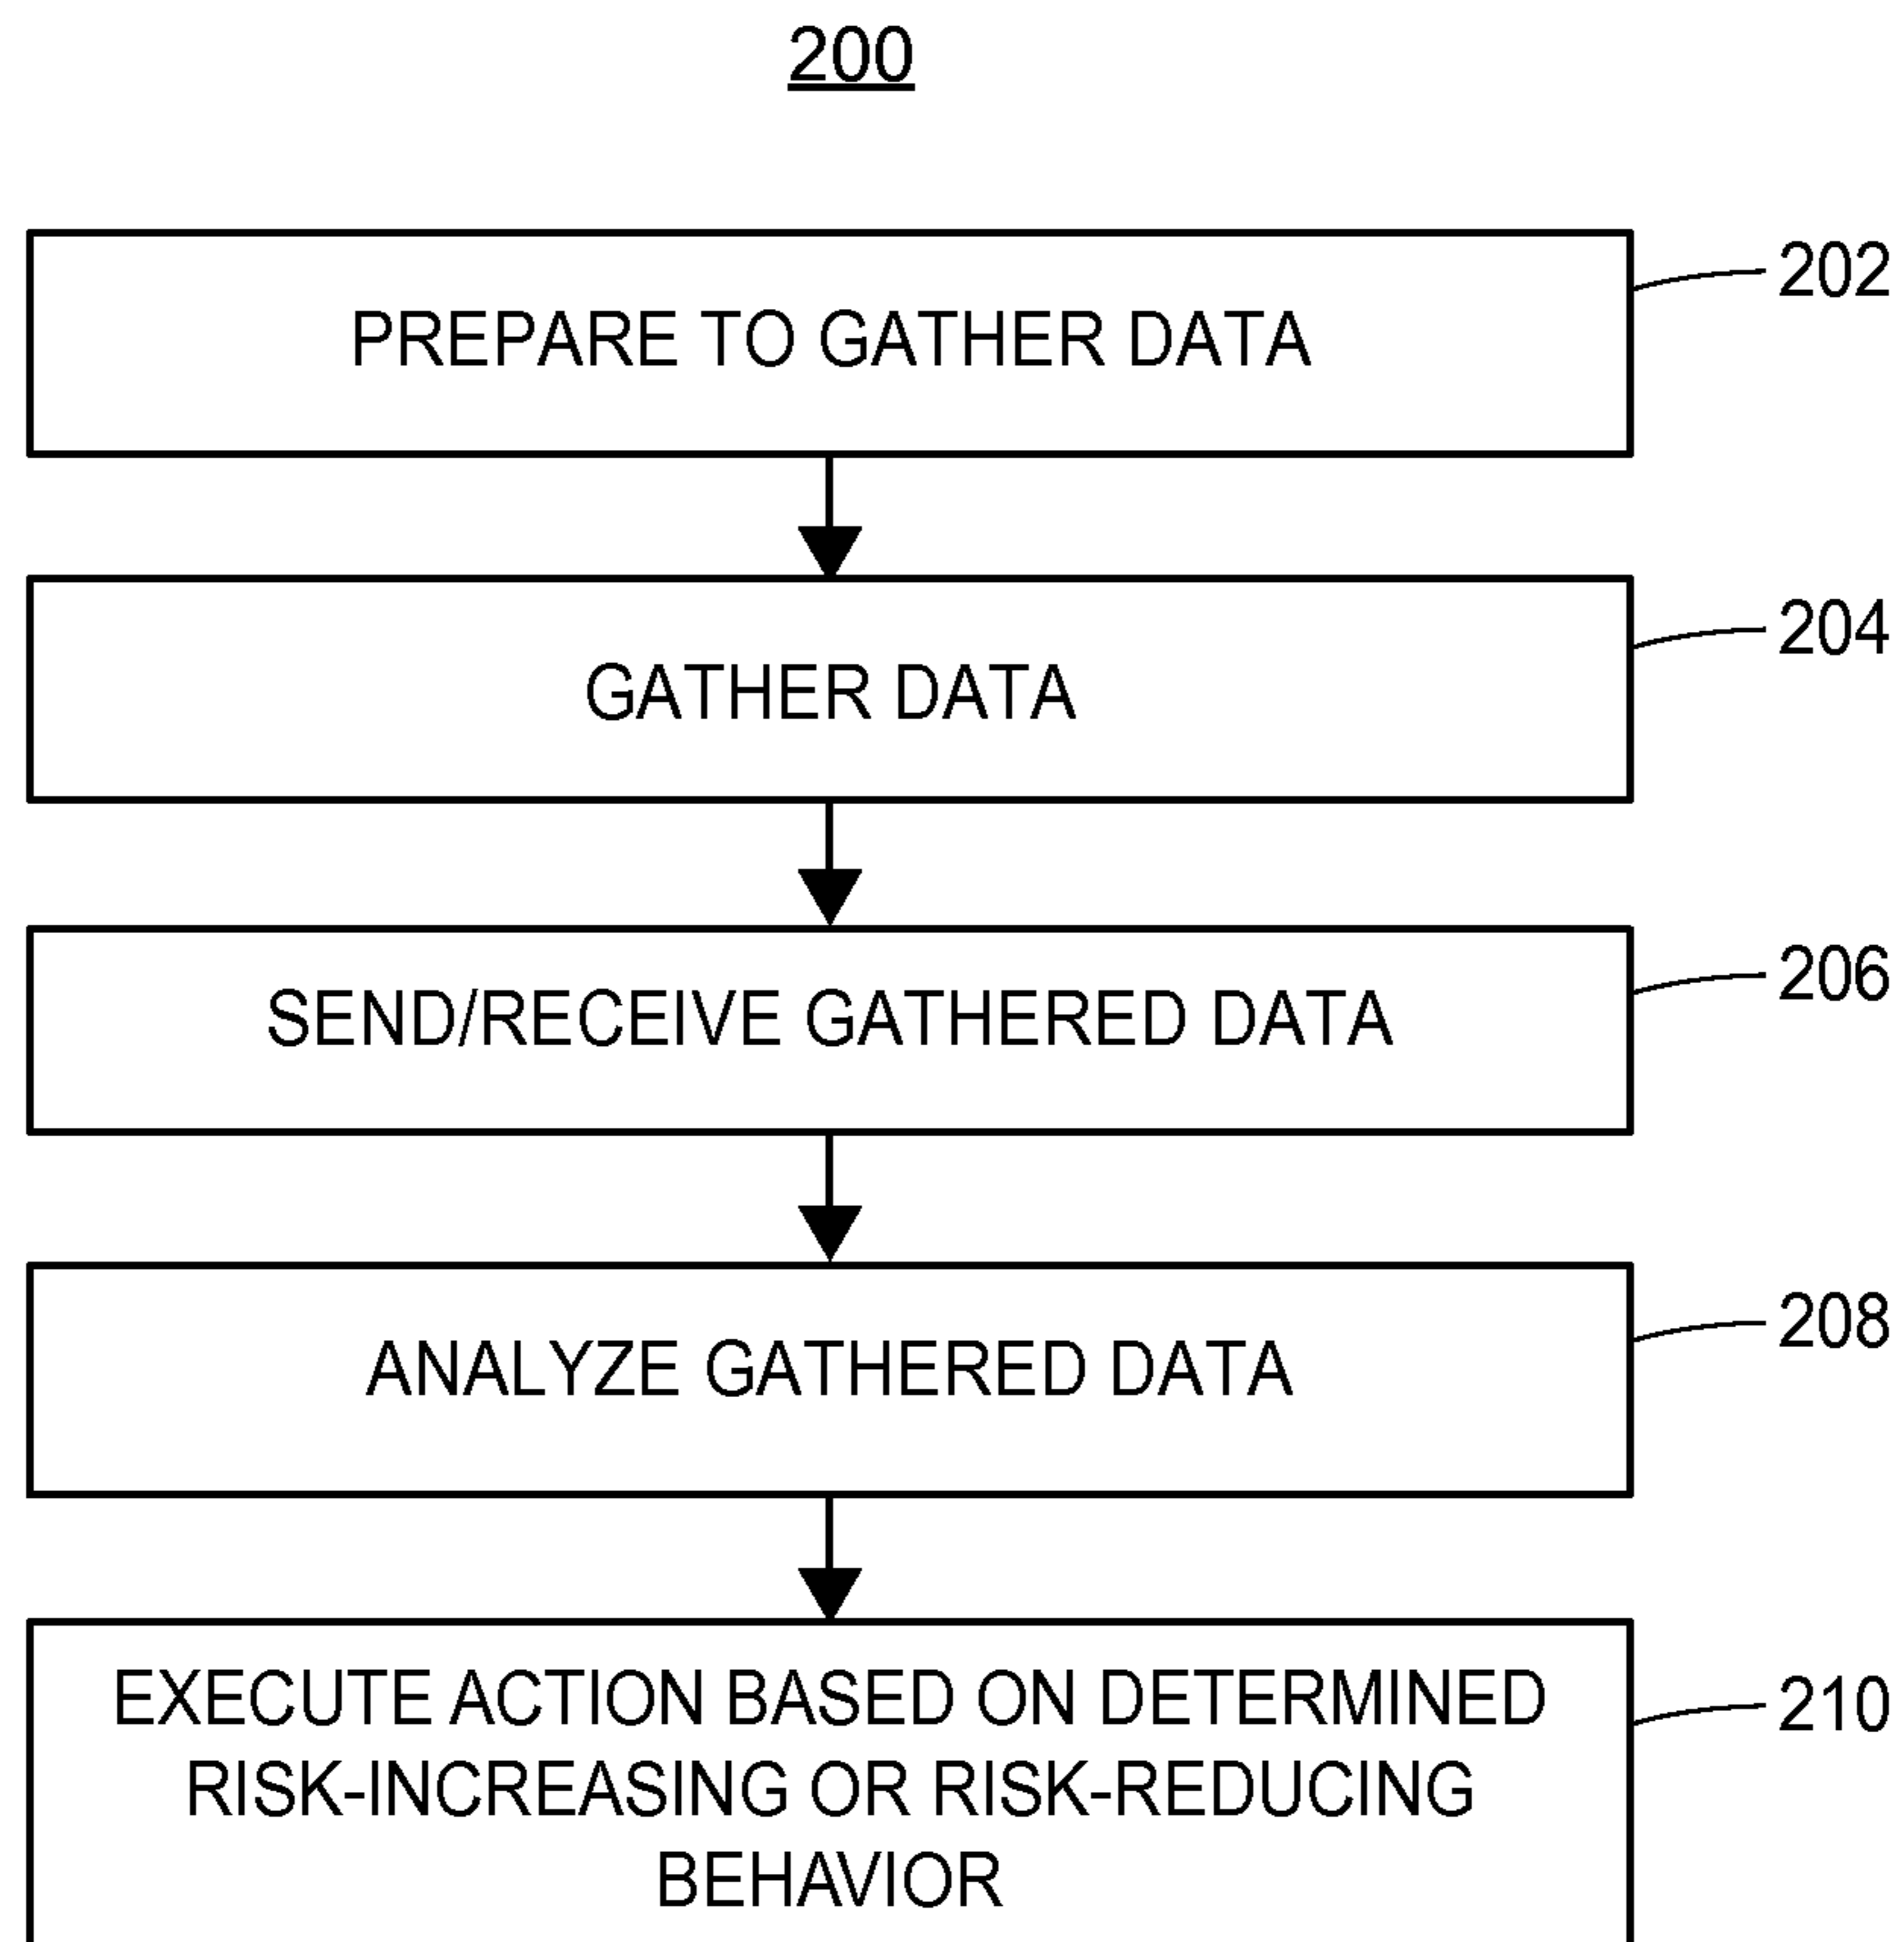 200
PREPARE TO GATHER DATA
202
GATHER DATA
204
SEND/RECEIVE GATHERED DATA
206
ANALYZE GATHERED DATA
208
EXECUTE ACTION BASED ON DETERMINED
RISK-INCREASING OR RISK-REDUCING
BEHAVIOR
210